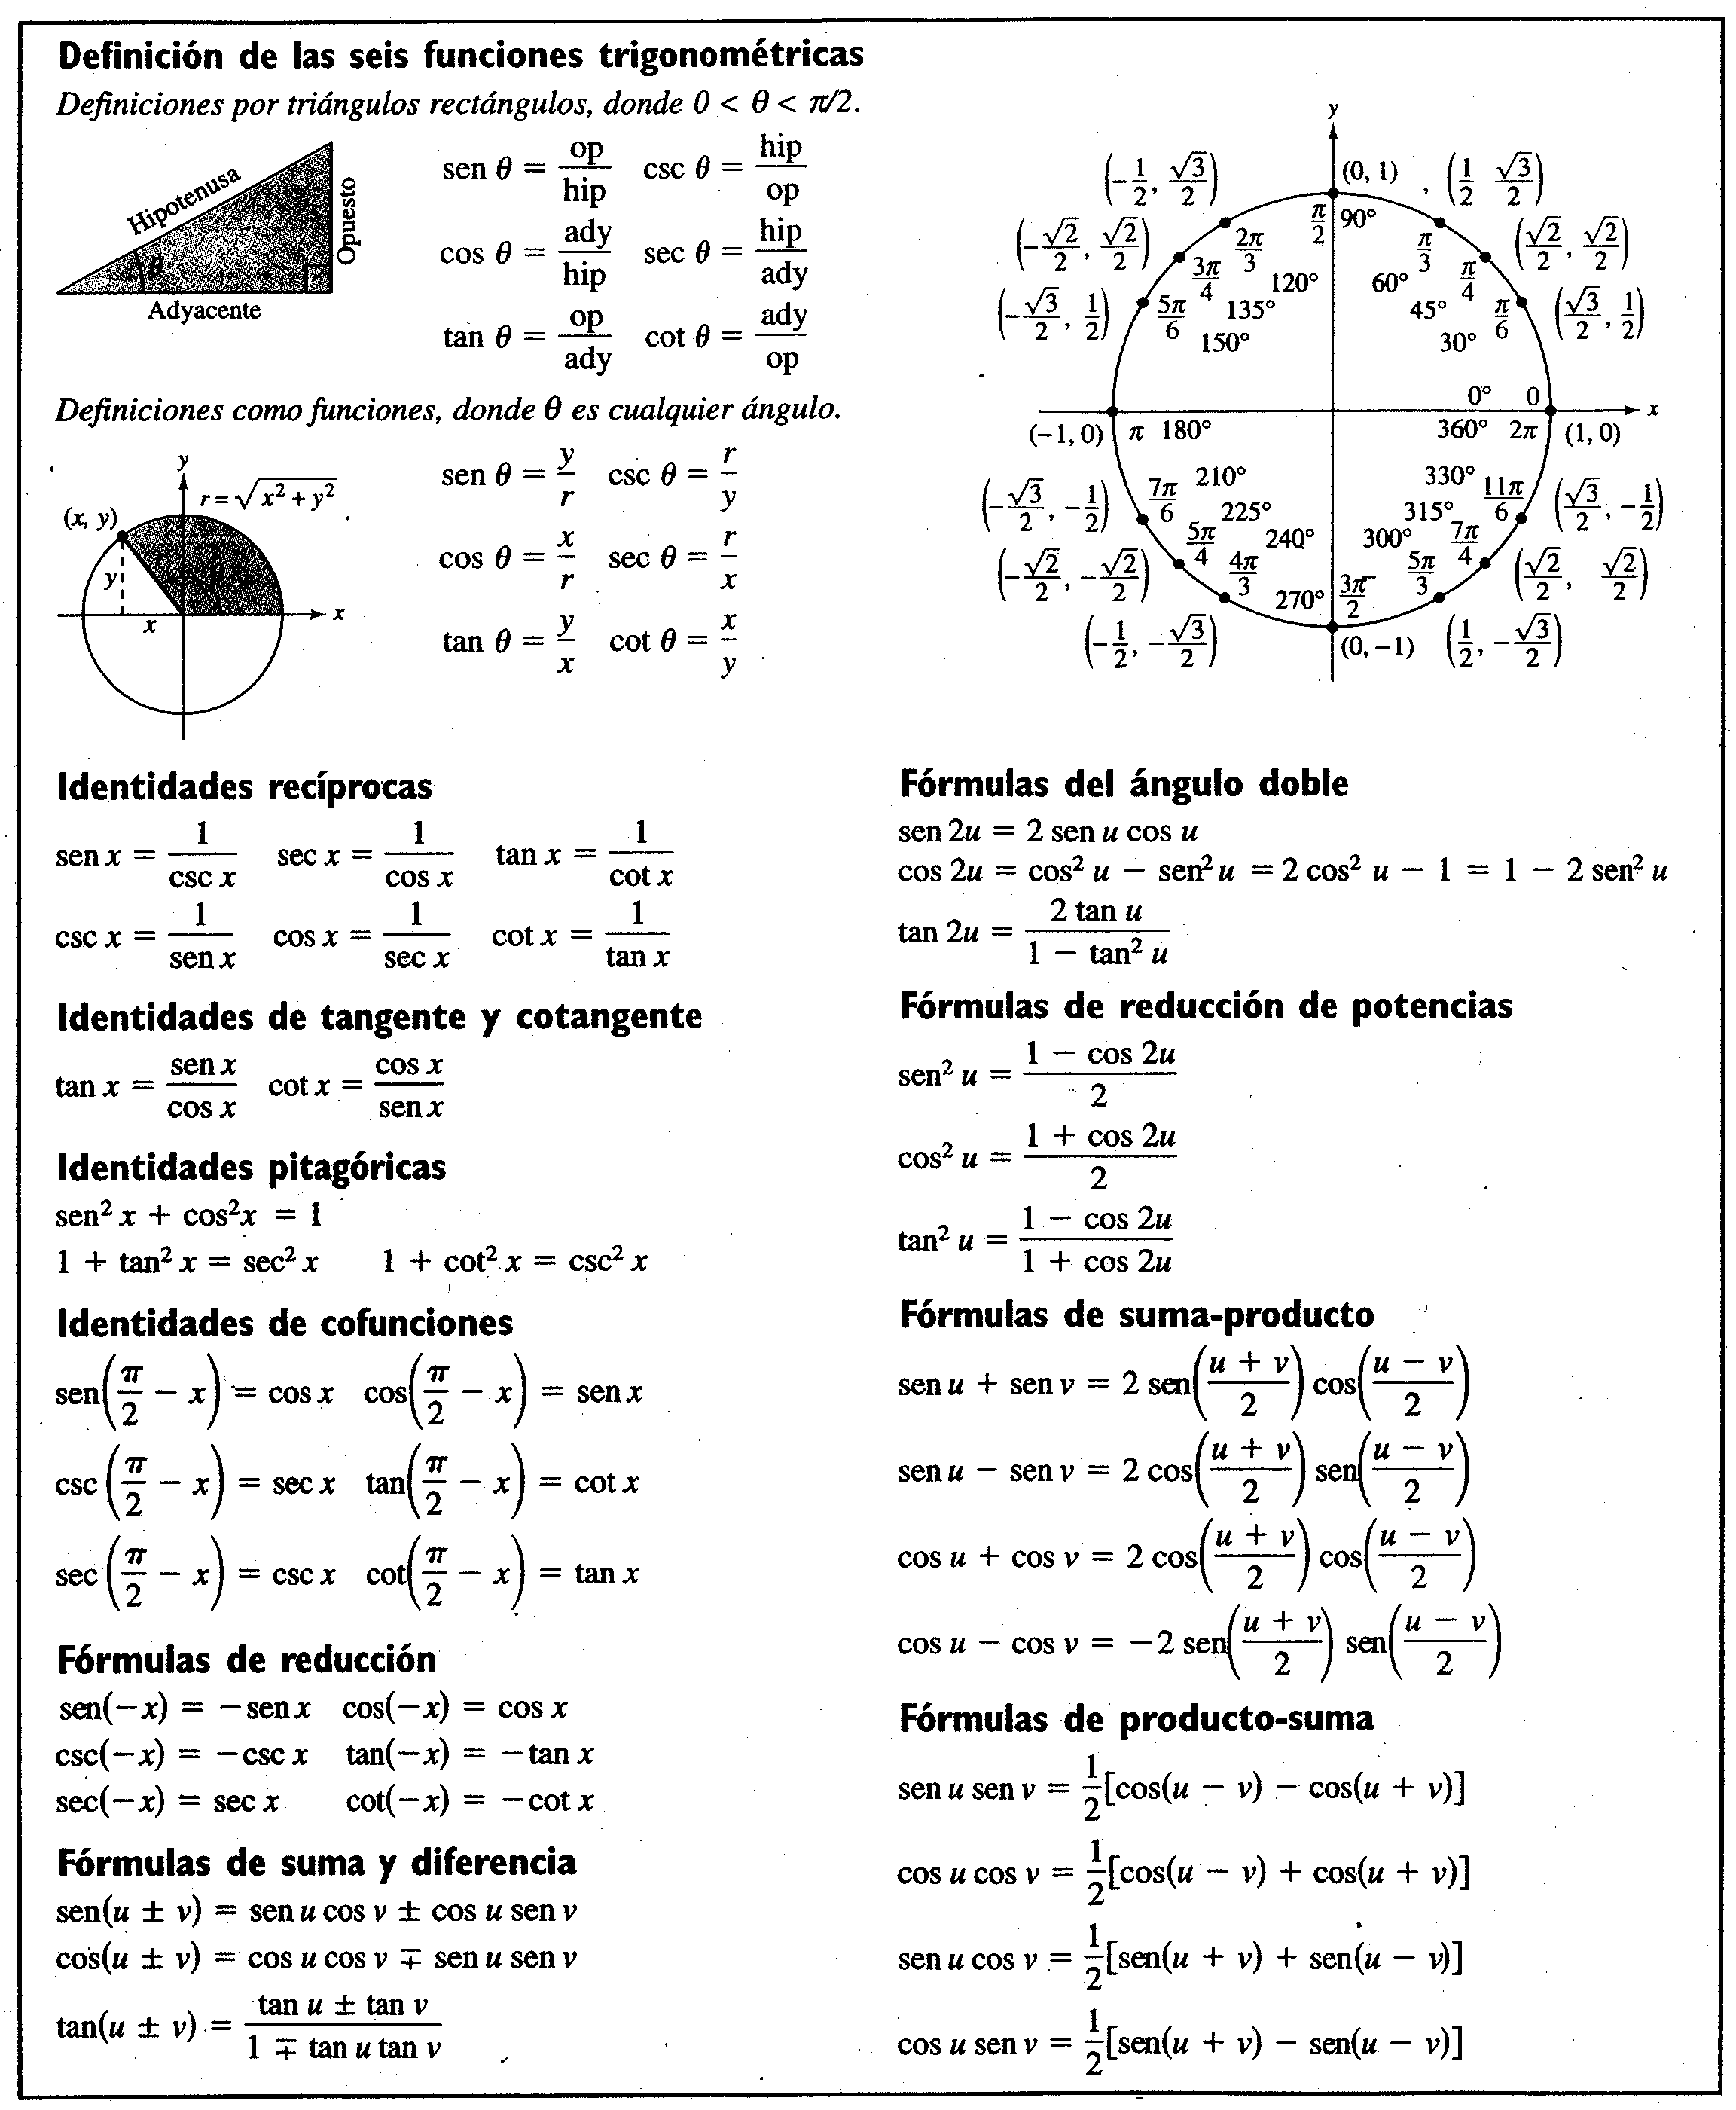 Definición de las seis funciones trigonométricas
Definiciones por triángulos rectángulos, donde 0 < θ < π/2.
Hipotenusa
Opuesto
θ
Adyacente
sen θ = op/hip   csc θ = hip/op
cos θ = ady/hip   sec θ = hip/ady
tan θ = op/ady   cot θ = ady/op
Definiciones como funciones, donde θ es cualquier ángulo.
y
r = √(x² + y²)
(x, y)
r
θ
y
x
x
sen θ = y/r   csc θ = r/y
cos θ = x/r   sec θ = r/x
tan θ = y/x   cot θ = x/y
y
(0, 1)
(-1/2, √3/2)   , (1/2 √3/2)
π/2 90°
(-√2/2, √2/2)   2π/3   π/3   (√2/2, √2/2)
3π/4 120°   60° π/4
(-√3/2, 1/2)   5π/6 135°   45° π/6   (√3/2, 1/2)
150°   30°
0° 0 x
(-1, 0) π 180°   360° 2π (1, 0)
210°   330°
(-√3/2, -1/2)   7π/6 225°   315° 11π/6   (√3/2, -1/2)
5π/4 240°   300° 7π/4
(-√2/2, -√2/2)   4π/3   5π/3   (√2/2, √2/2)
270° 3π/2
(-1/2, -√3/2)   (0, -1)   (1/2, -√3/2)
Identidades recíprocas
sen x = 1/csc x   sec x = 1/cos x   tan x = 1/cot x
csc x = 1/sen x   cos x = 1/sec x   cot x = 1/tan x
Identidades de tangente y cotangente
tan x = sen x/cos x   cot x = cos x/sen x
Identidades pitagóricas
sen² x + cos²x = 1
1 + tan² x = sec² x   1 + cot² x = csc² x
Identidades de cofunciones
sen(π/2 − x) = cos x   cos(π/2 − x) = sen x
csc(π/2 − x) = sec x   tan(π/2 − x) = cot x
sec(π/2 − x) = csc x   cot(π/2 − x) = tan x
Fórmulas de reducción
sen(−x) = −sen x   cos(−x) = cos x
csc(−x) = −csc x   tan(−x) = −tan x
sec(−x) = sec x   cot(−x) = −cot x
Fórmulas de suma y diferencia
sen(u ± v) = sen u cos v ± cos u sen v
cos(u ± v) = cos u cos v ∓ sen u sen v
tan(u ± v) = (tan u ± tan v)/(1 ∓ tan u tan v)
Fórmulas del ángulo doble
sen 2u = 2 sen u cos u
cos 2u = cos² u − sen² u = 2 cos² u − 1 = 1 − 2 sen² u
tan 2u = 2 tan u/(1 − tan² u)
Fórmulas de reducción de potencias
sen² u = (1 − cos 2u)/2
cos² u = (1 + cos 2u)/2
tan² u = (1 − cos 2u)/(1 + cos 2u)
Fórmulas de suma-producto
sen u + sen v = 2 sen((u + v)/2) cos((u − v)/2)
sen u − sen v = 2 cos((u + v)/2) sen((u − v)/2)
cos u + cos v = 2 cos((u + v)/2) cos((u − v)/2)
cos u − cos v = −2 sen((u + v)/2) sen((u − v)/2)
Fórmulas de producto-suma
sen u sen v = 1/2[cos(u − v) − cos(u + v)]
cos u cos v = 1/2[cos(u − v) + cos(u + v)]
sen u cos v = 1/2[sen(u + v) + sen(u − v)]
cos u sen v = 1/2[sen(u + v) − sen(u − v)]